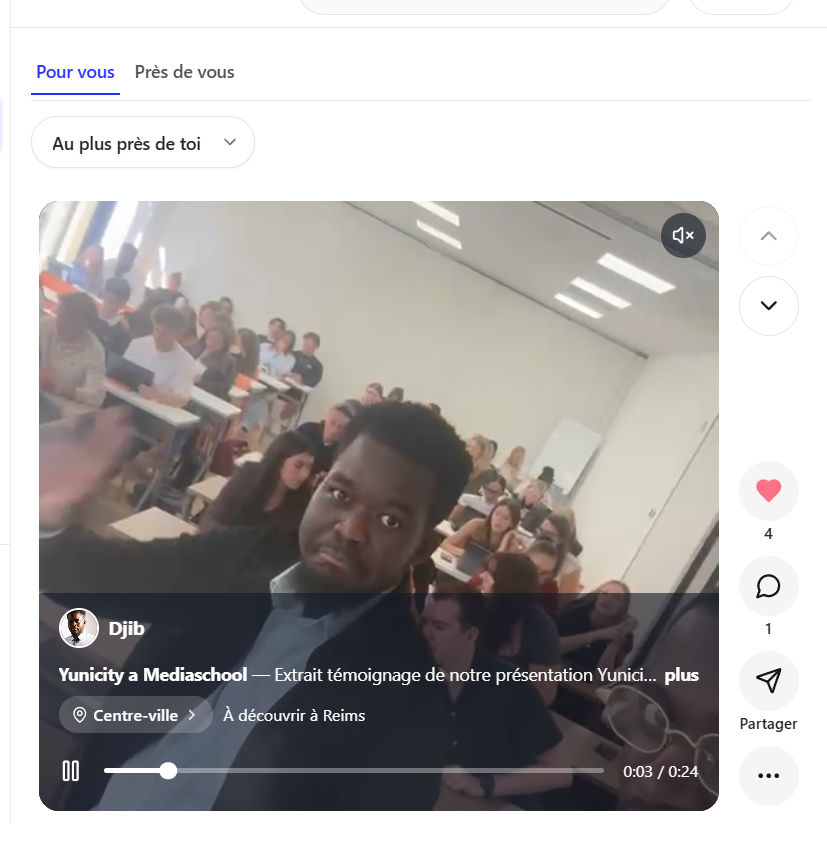 Pour vous
Près de vous
Au plus près de toi
4
1
Partager
Djib
Yunicity a Mediaschool — Extrait témoignage de notre présentation Yunici... plus
Centre-ville
À découvrir à Reims
0:03 / 0:24